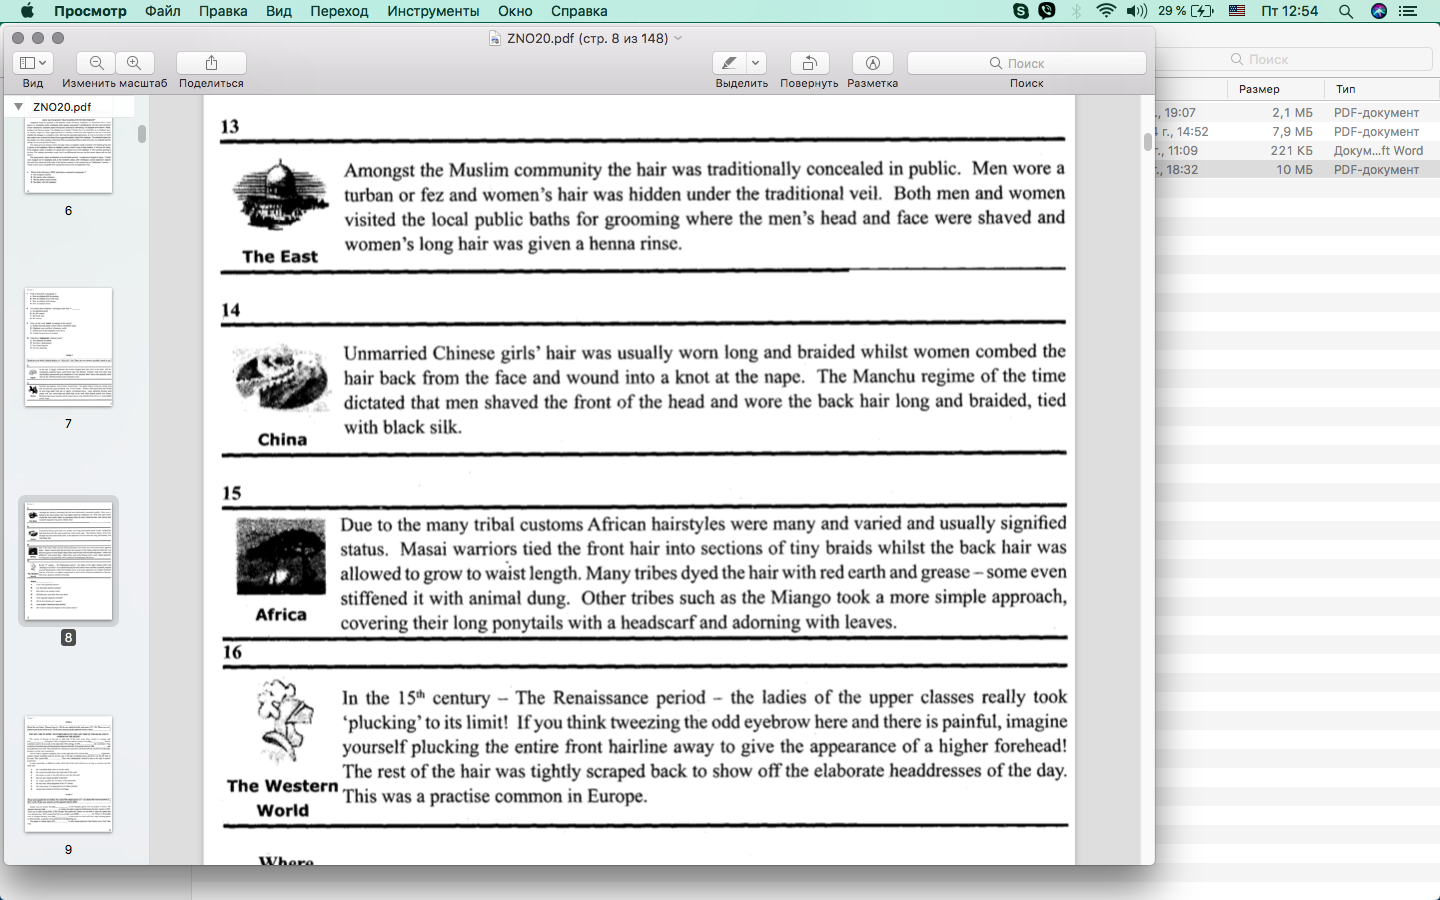 Просмотр Файл Правка Вид Переход Инструменты Окно Справка 29 % Пт 12:54
ZNO20.pdf (стр. 8 из 148)
Поиск
Поиск
Вид Изменить масштаб Поделиться Выделить Повернуть Разметка Поиск
Размер Тип
ZNO20.pdf
., 19:07 2,1 МБ PDF-документ
г., 14:52 7,9 МБ PDF-документ
г., 11:09 221 КБ Докум...ft Word
г., 18:32 10 МБ PDF-документ
6
7
8
9
13
Amongst the Muslim community the hair was traditionally concealed in public. Men wore a
turban or fez and women's hair was hidden under the traditional veil. Both men and women
visited the local public baths for grooming where the men's head and face were shaved and
women's long hair was given a henna rinse.
The East
14
Unmarried Chinese girls' hair was usually worn long and braided whilst women combed the
hair back from the face and wound into a knot at the nape. The Manchu regime of the time
dictated that men shaved the front of the head and wore the back hair long and braided, tied
with black silk.
China
15
Due to the many tribal customs African hairstyles were many and varied and usually signified
status. Masai warriors tied the front hair into sections of tiny braids whilst the back hair was
allowed to grow to waist length. Many tribes dyed the hair with red earth and grease – some even
stiffened it with animal dung. Other tribes such as the Miango took a more simple approach,
covering their long ponytails with a headscarf and adorning with leaves.
Africa
16
In the 15th century – The Renaissance period – the ladies of the upper classes really took
'plucking' to its limit! If you think tweezing the odd eyebrow here and there is painful, imagine
yourself plucking the entire front hairline away to give the appearance of a higher forehead!
The rest of the hair was tightly scraped back to show off the elaborate headdresses of the day.
This was a practise common in Europe.
The Western
World
Where